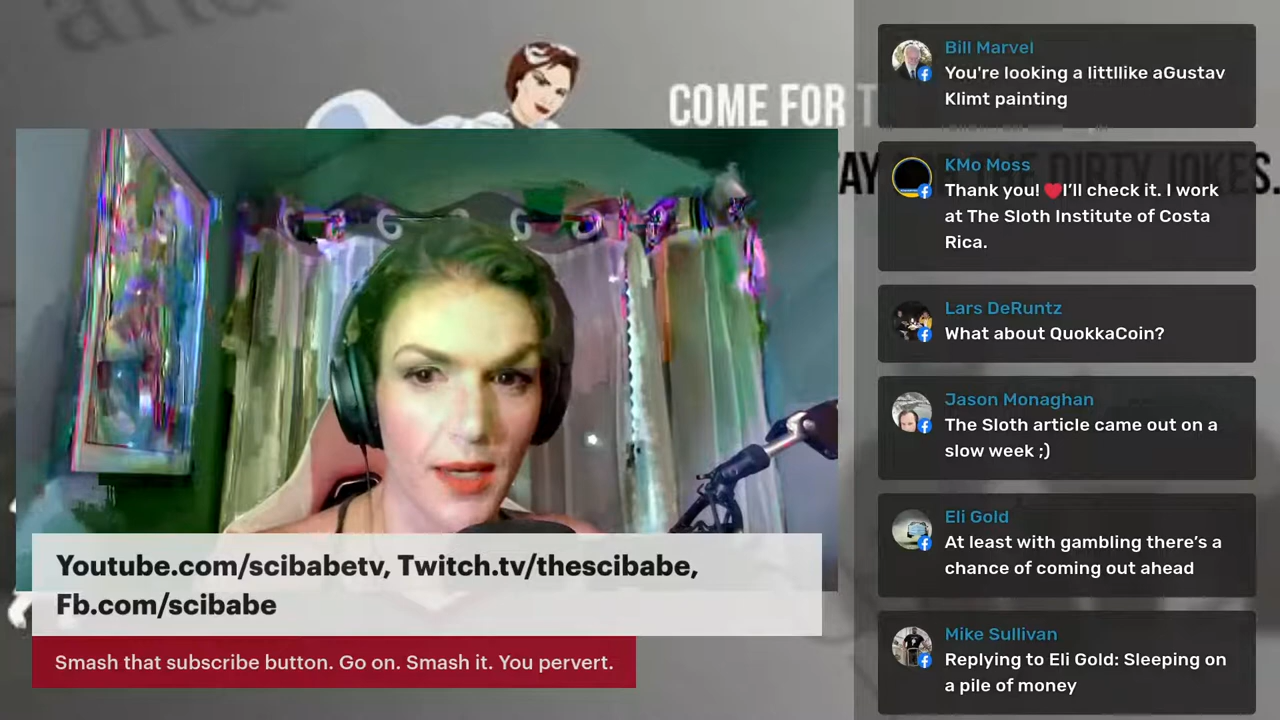 and
COME FOR T
AY
DIRTY JOKES.
Youtube.com/scibabetv, Twitch.tv/thescibabe,
Fb.com/scibabe
Smash that subscribe button. Go on. Smash it. You pervert.
Bill Marvel
You're looking a littllike aGustav
Klimt painting
KMo Moss
Thank you! ❤️I'll check it. I work
at The Sloth Institute of Costa
Rica.
Lars DeRuntz
What about QuokkaCoin?
Jason Monaghan
The Sloth article came out on a
slow week ;)
Eli Gold
At least with gambling there's a
chance of coming out ahead
Mike Sullivan
Replying to Eli Gold: Sleeping on
a pile of money